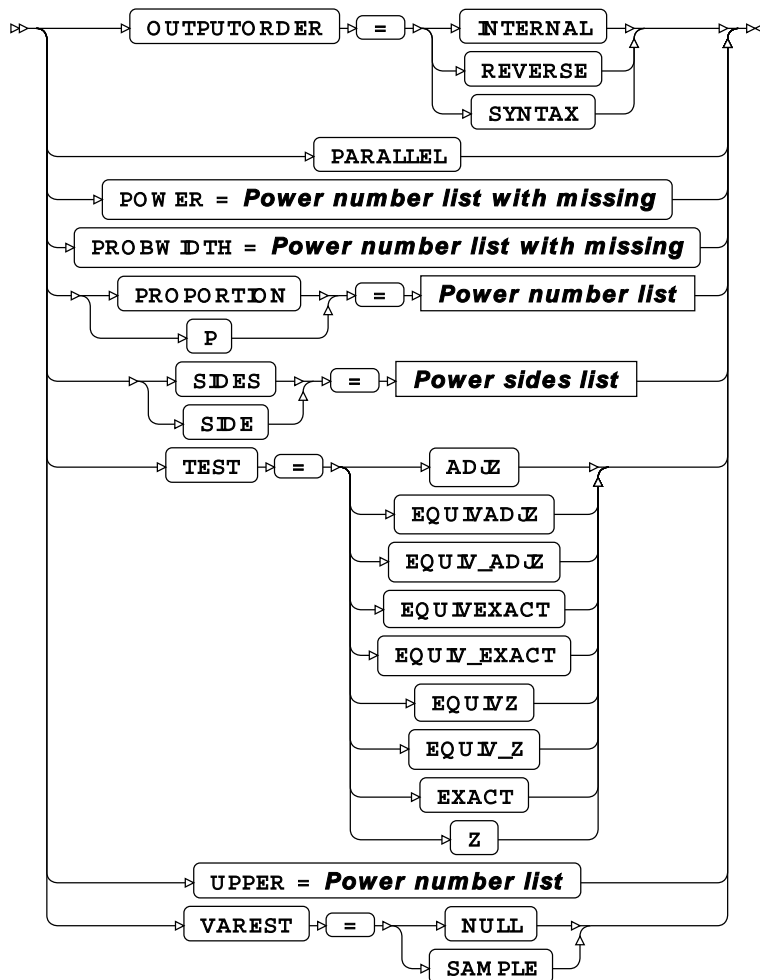 OUTPUTORDER = INTERNAL
REVERSE
SYNTAX
PARALLEL
POWER = Power number list with missing
PROBWIDTH = Power number list with missing
PROPORTION = Power number list
P
SIDES = Power sides list
SIDE
TEST = ADJZ
EQUIVADJZ
EQUIV_ADJZ
EQUIVEXACT
EQUIV_EXACT
EQUIVZ
EQUIV_Z
EXACT
Z
UPPER = Power number list
VAREST = NULL
SAMPLE